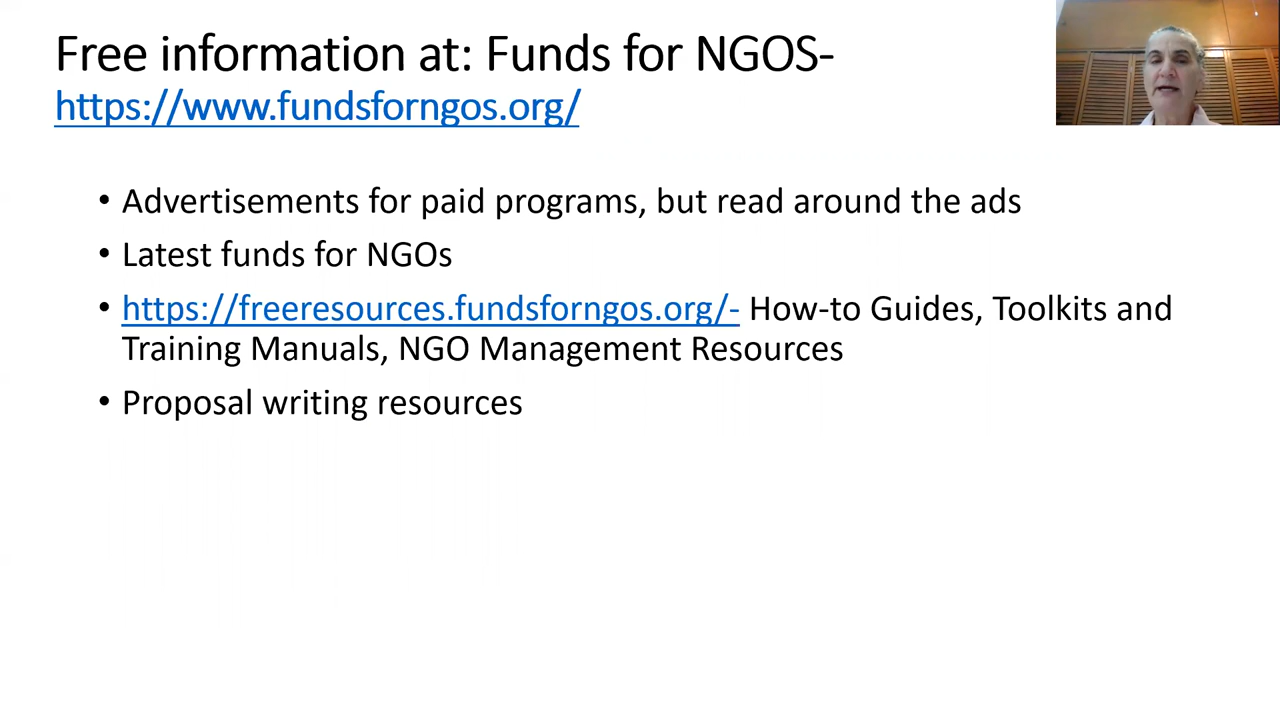 Free information at: Funds for NGOS-
https://www.fundsforngos.org/
• Advertisements for paid programs, but read around the ads
• Latest funds for NGOs
• https://freeresources.fundsforngos.org/- How-to Guides, Toolkits and
Training Manuals, NGO Management Resources
• Proposal writing resources